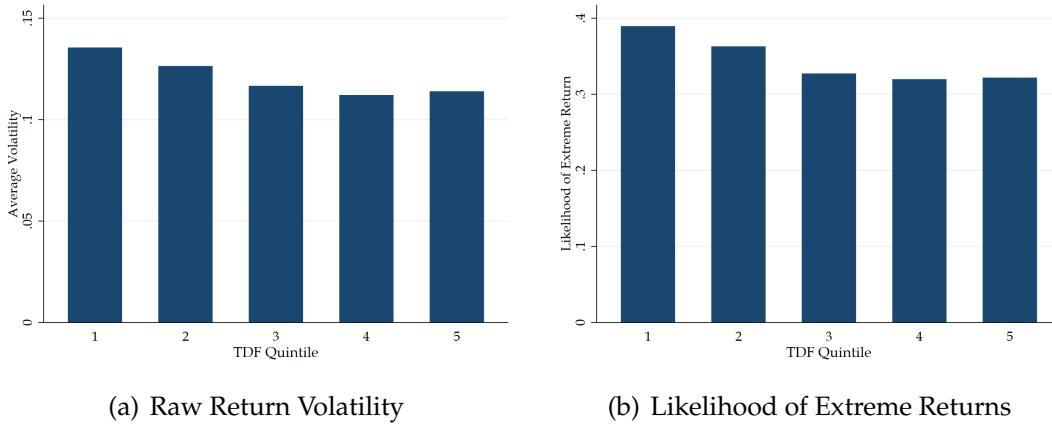 Average Volatility
.15
.1
.05
0
1 2 3 4 5
TDF Quintile
(a) Raw Return Volatility
Likelihood of Extreme Return
.4
.3
.2
.1
0
1 2 3 4 5
TDF Quintile
(b) Likelihood of Extreme Returns